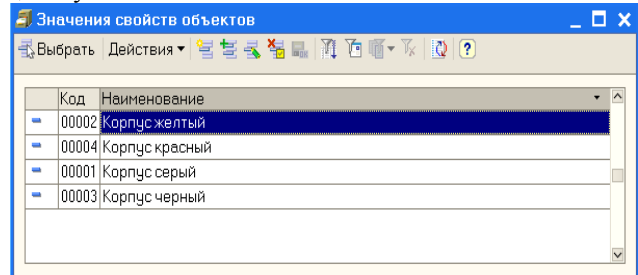 Значения свойств объектов
Выбрать Действия
Код Наименование
00002 Корпус желтый
00004 Корпус красный
00001 Корпус серый
00003 Корпус черный